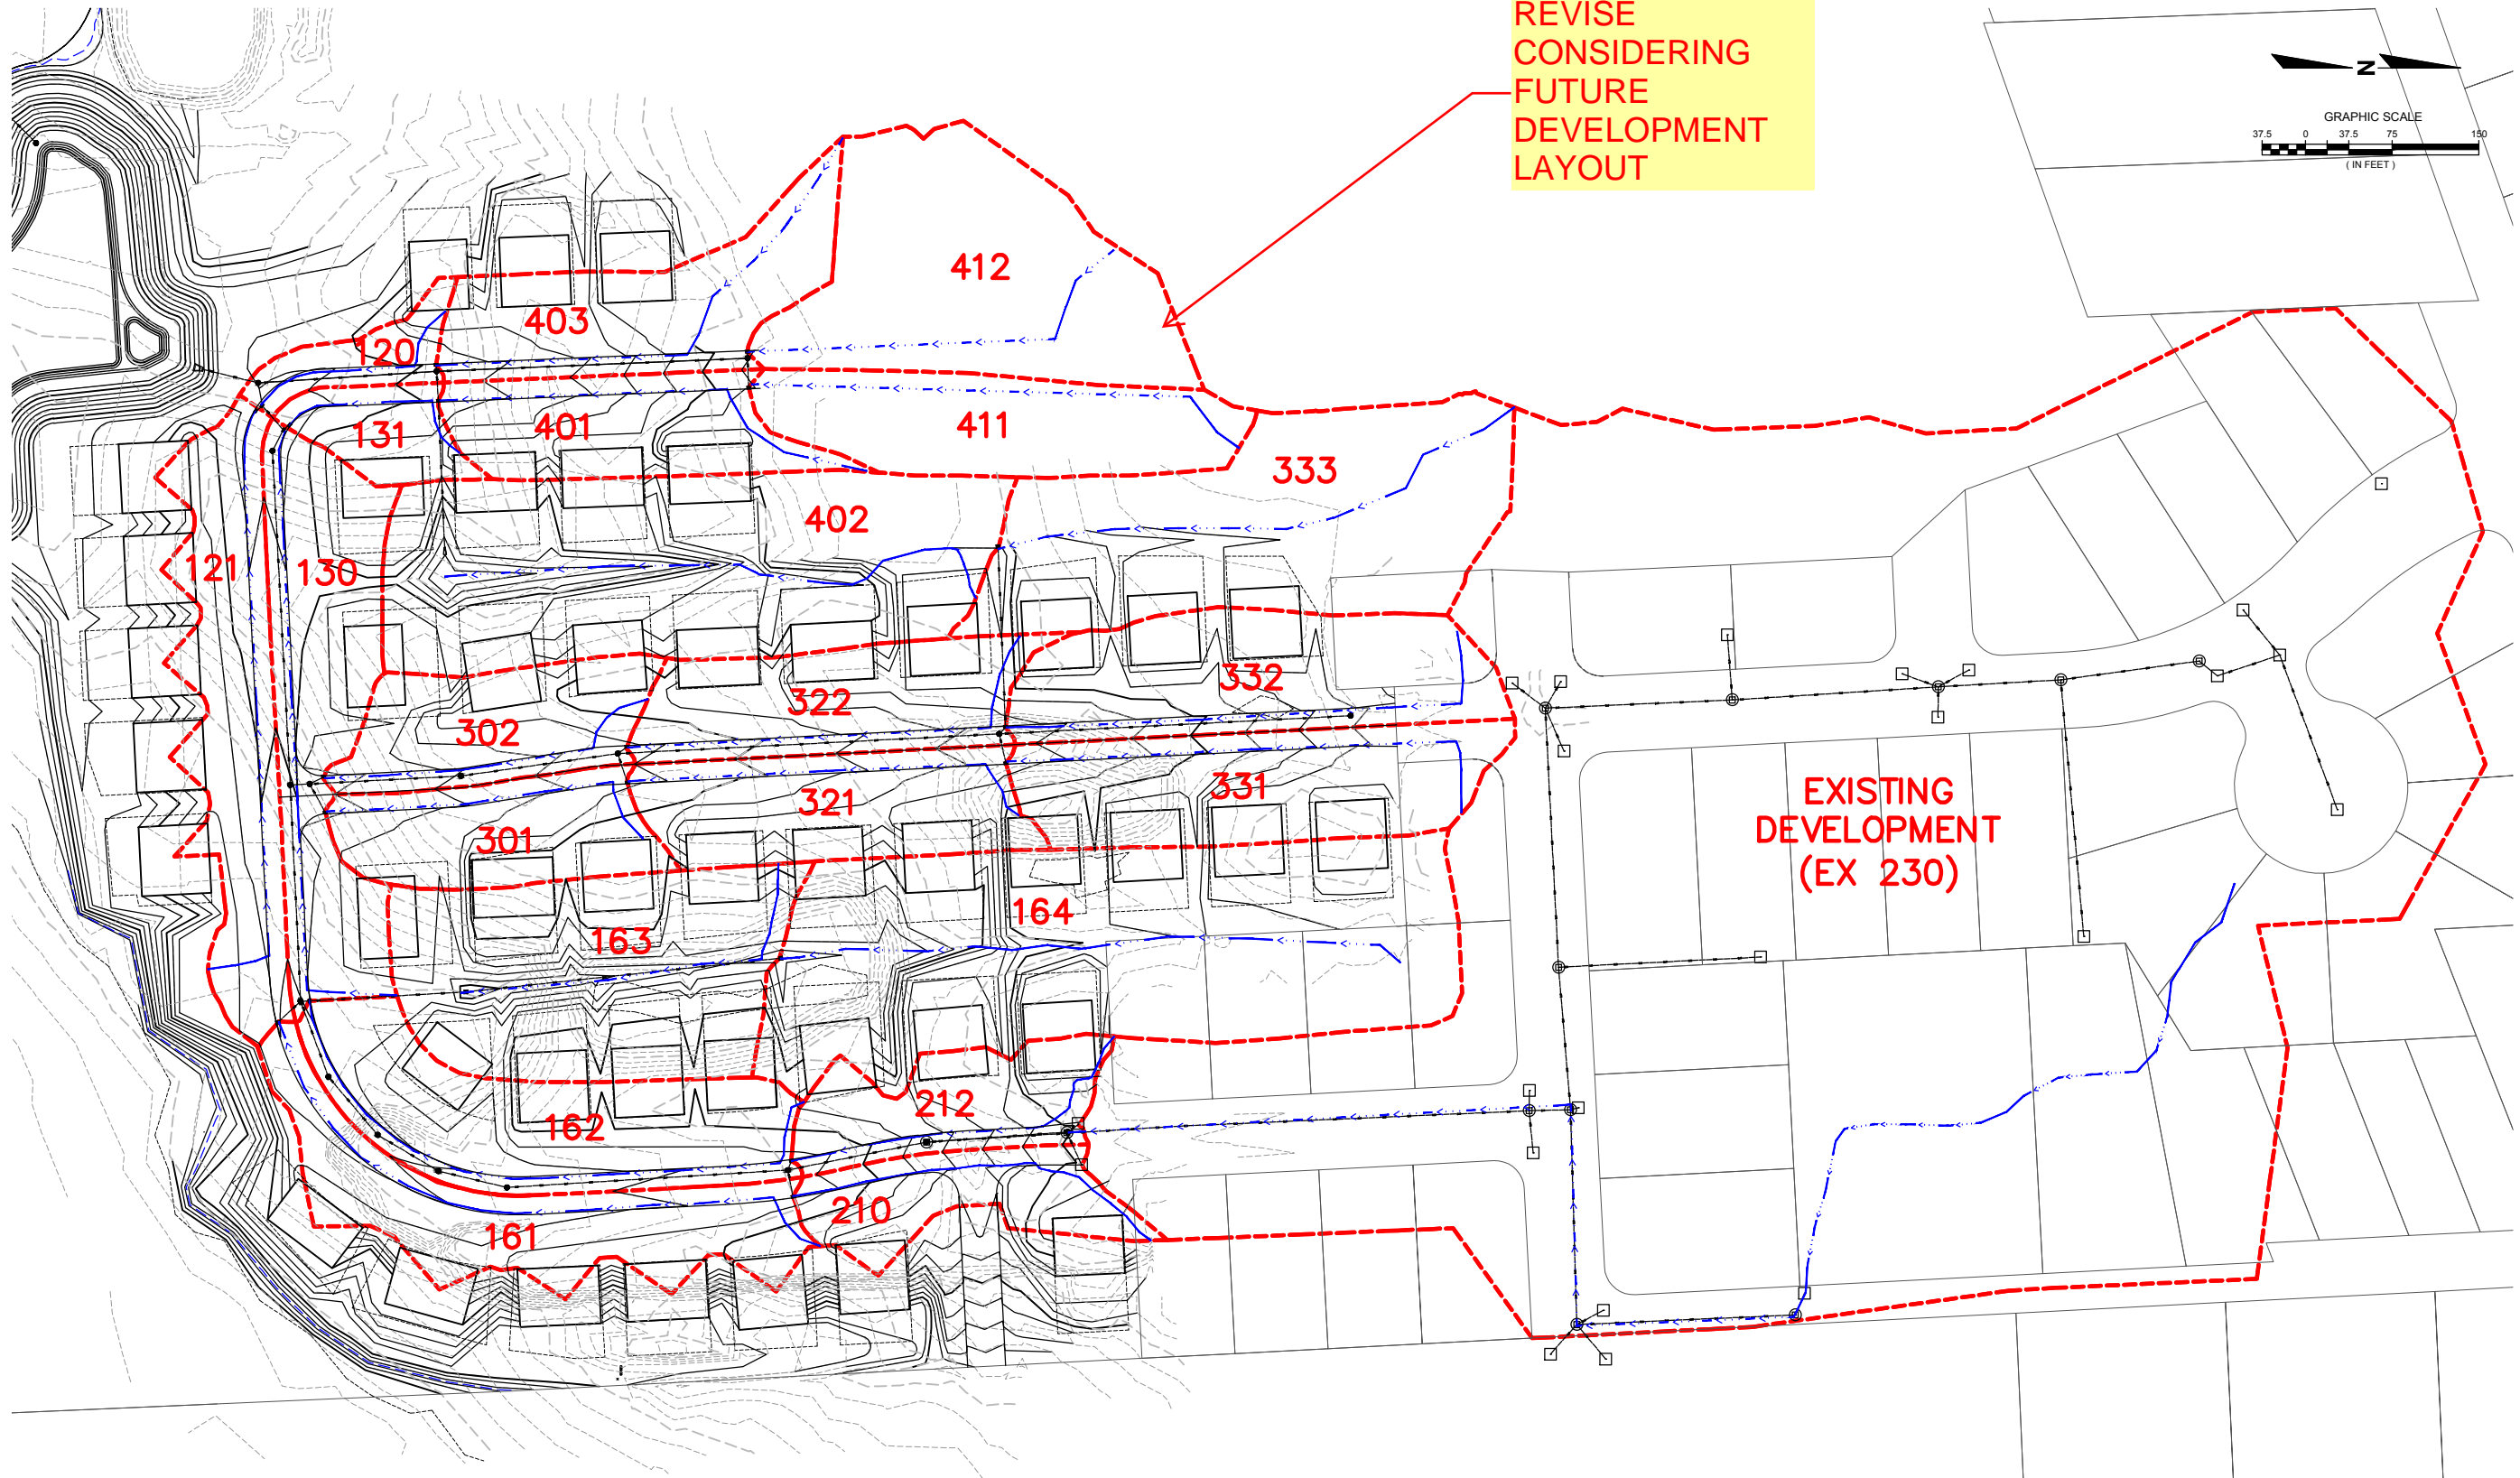 REVISE
CONSIDERING
FUTURE
DEVELOPMENT
LAYOUT
N
GRAPHIC SCALE
37.5 0 37.5 75 150
( IN FEET )
412
403
120
411
401
131
333
402
121
130
332
322
302
331
321
301
EXISTING
DEVELOPMENT
(EX 230)
164
163
212
162
210
161